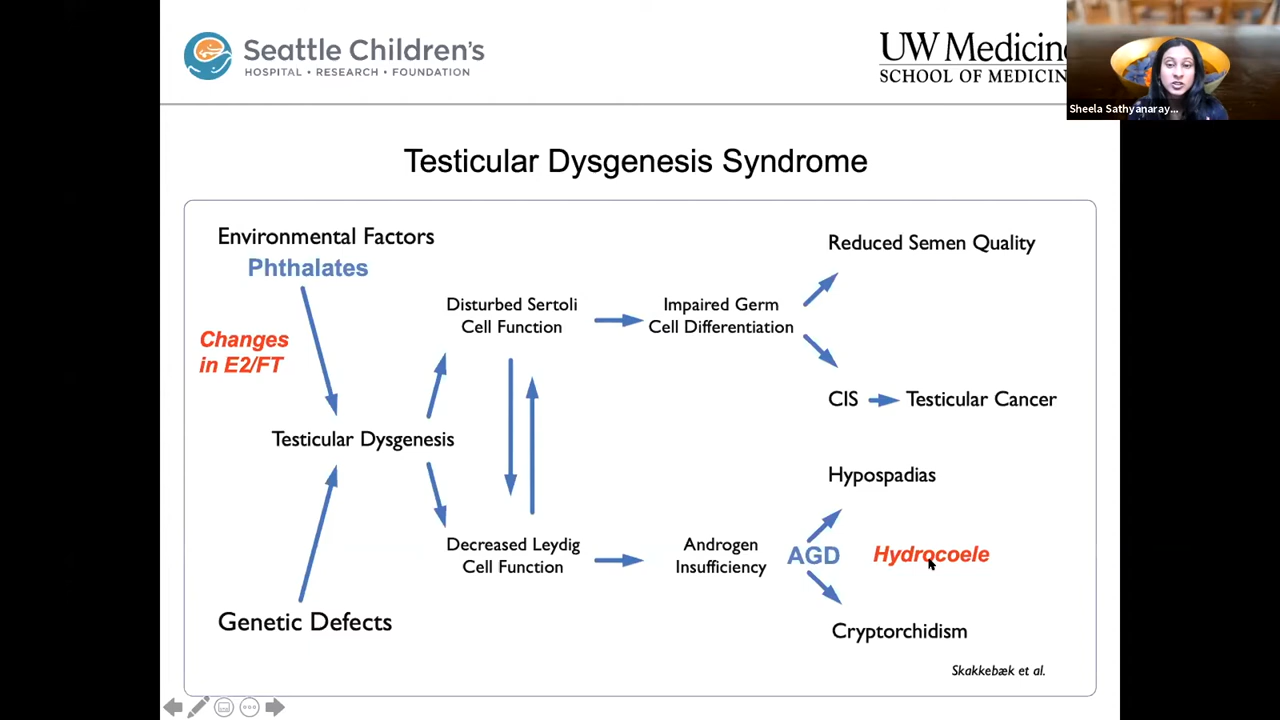 Seattle Children's
HOSPITAL • RESEARCH • FOUNDATION
UW Medicine
SCHOOL OF MEDICIN
Sheela Sathyanaray...
Testicular Dysgenesis Syndrome
Environmental Factors
Phthalates
Changes
in E2/FT
Testicular Dysgenesis
Genetic Defects
Disturbed Sertoli
Cell Function
Decreased Leydig
Cell Function
Impaired Germ
Cell Differentiation
Androgen
Insufficiency
Reduced Semen Quality
CIS
Testicular Cancer
Hypospadias
AGD
Hydrocoele
Cryptorchidism
Skakkebæk et al.